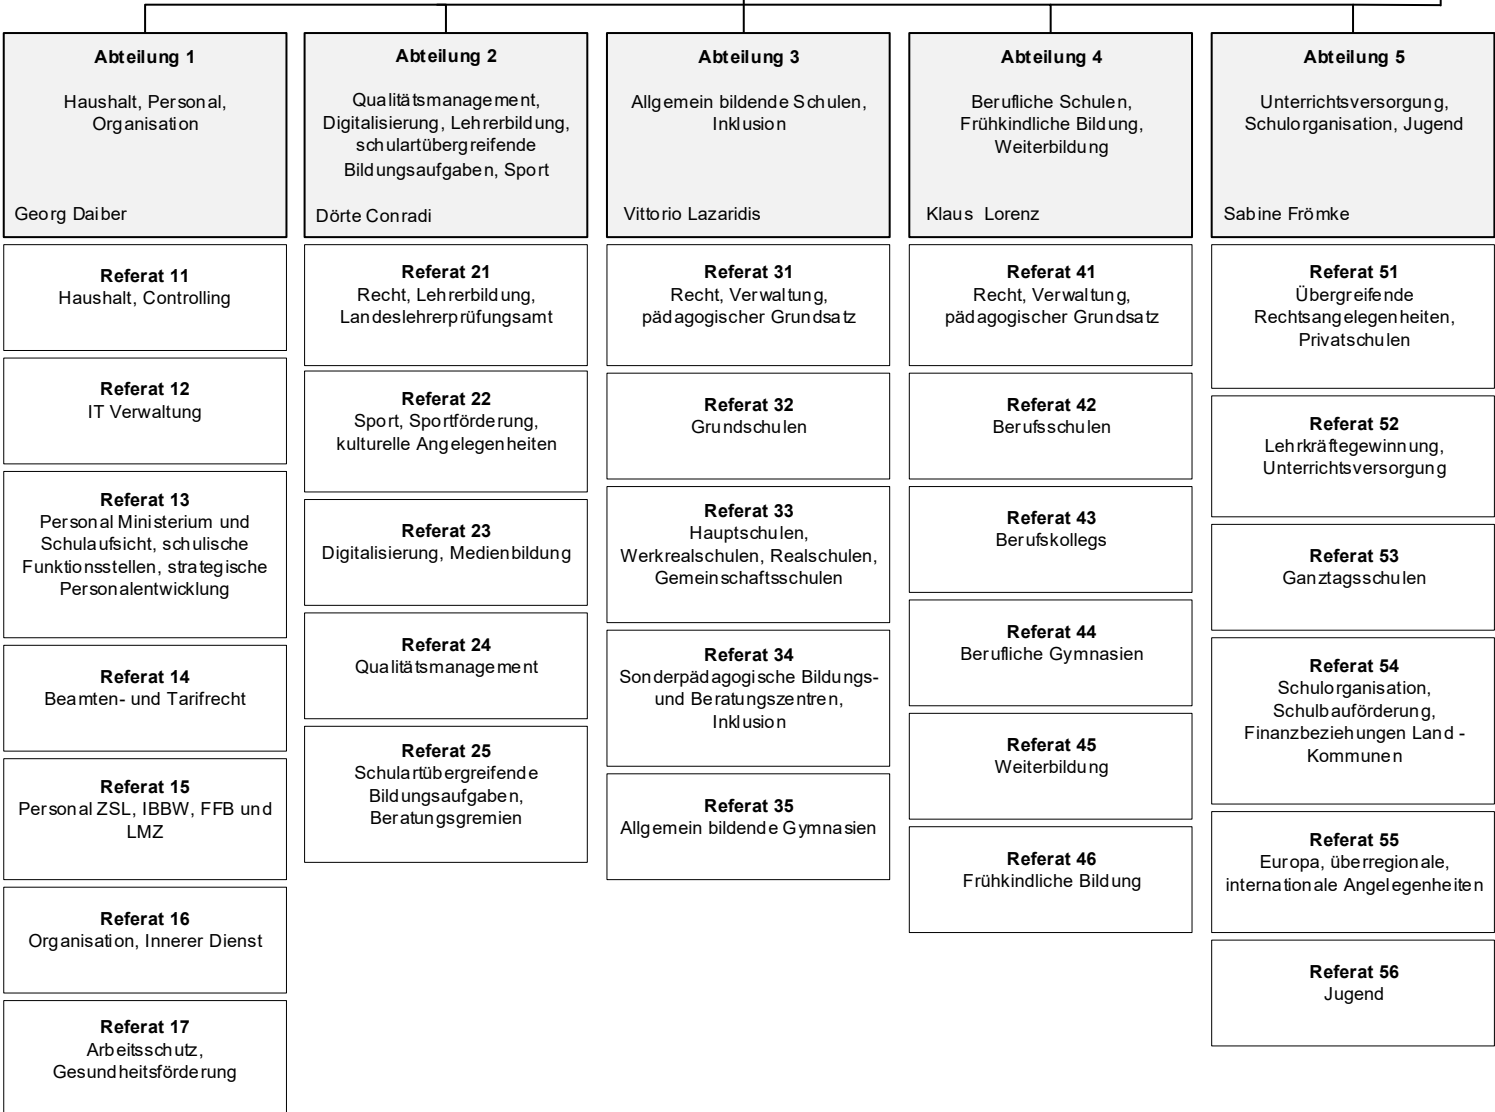 Abteilung 1
Haushalt, Personal,
Organisation
Georg Daiber
Referat 11
Haushalt, Controlling
Referat 12
IT Verwaltung
Referat 13
Personal Ministerium und
Schulaufsicht, schulische
Funktionsstellen, strategische
Personalentwicklung
Referat 14
Beamten- und Tarifrecht
Referat 15
Personal ZSL, IBBW, FFB und
LMZ
Referat 16
Organisation, Innerer Dienst
Referat 17
Arbeitsschutz,
Gesundheitsförderung
Abteilung 2
Qualitätsmanagement,
Digitalisierung, Lehrerbildung,
schulartübergreifende
Bildungsaufgaben, Sport
Dörte Conradi
Referat 21
Recht, Lehrerbildung,
Landeslehrerprüfungsamt
Referat 22
Sport, Sportförderung,
kulturelle Angelegenheiten
Referat 23
Digitalisierung, Medienbildung
Referat 24
Qualitätsmanagement
Referat 25
Schulartübergreifende
Bildungsaufgaben,
Beratungsgremien
Abteilung 3
Allgemein bildende Schulen,
Inklusion
Vittorio Lazaridis
Referat 31
Recht, Verwaltung,
pädagogischer Grundsatz
Referat 32
Grundschulen
Referat 33
Hauptschulen,
Werkrealschulen, Realschulen,
Gemeinschaftsschulen
Referat 34
Sonderpädagogische Bildungs-
und Beratungszentren,
Inklusion
Referat 35
Allgemein bildende Gymnasien
Abteilung 4
Berufliche Schulen,
Frühkindliche Bildung,
Weiterbildung
Klaus Lorenz
Referat 41
Recht, Verwaltung,
pädagogischer Grundsatz
Referat 42
Berufsschulen
Referat 43
Berufskollegs
Referat 44
Berufliche Gymnasien
Referat 45
Weiterbildung
Referat 46
Frühkindliche Bildung
Abteilung 5
Unterrichtsversorgung,
Schulorganisation, Jugend
Sabine Frömke
Referat 51
Übergreifende
Rechtsangelegenheiten,
Privatschulen
Referat 52
Lehrkräftegewinnung,
Unterrichtsversorgung
Referat 53
Ganztagsschulen
Referat 54
Schulorganisation,
Schulbauförderung,
Finanzbeziehungen Land -
Kommunen
Referat 55
Europa, überregionale,
internationale Angelegenheiten
Referat 56
Jugend